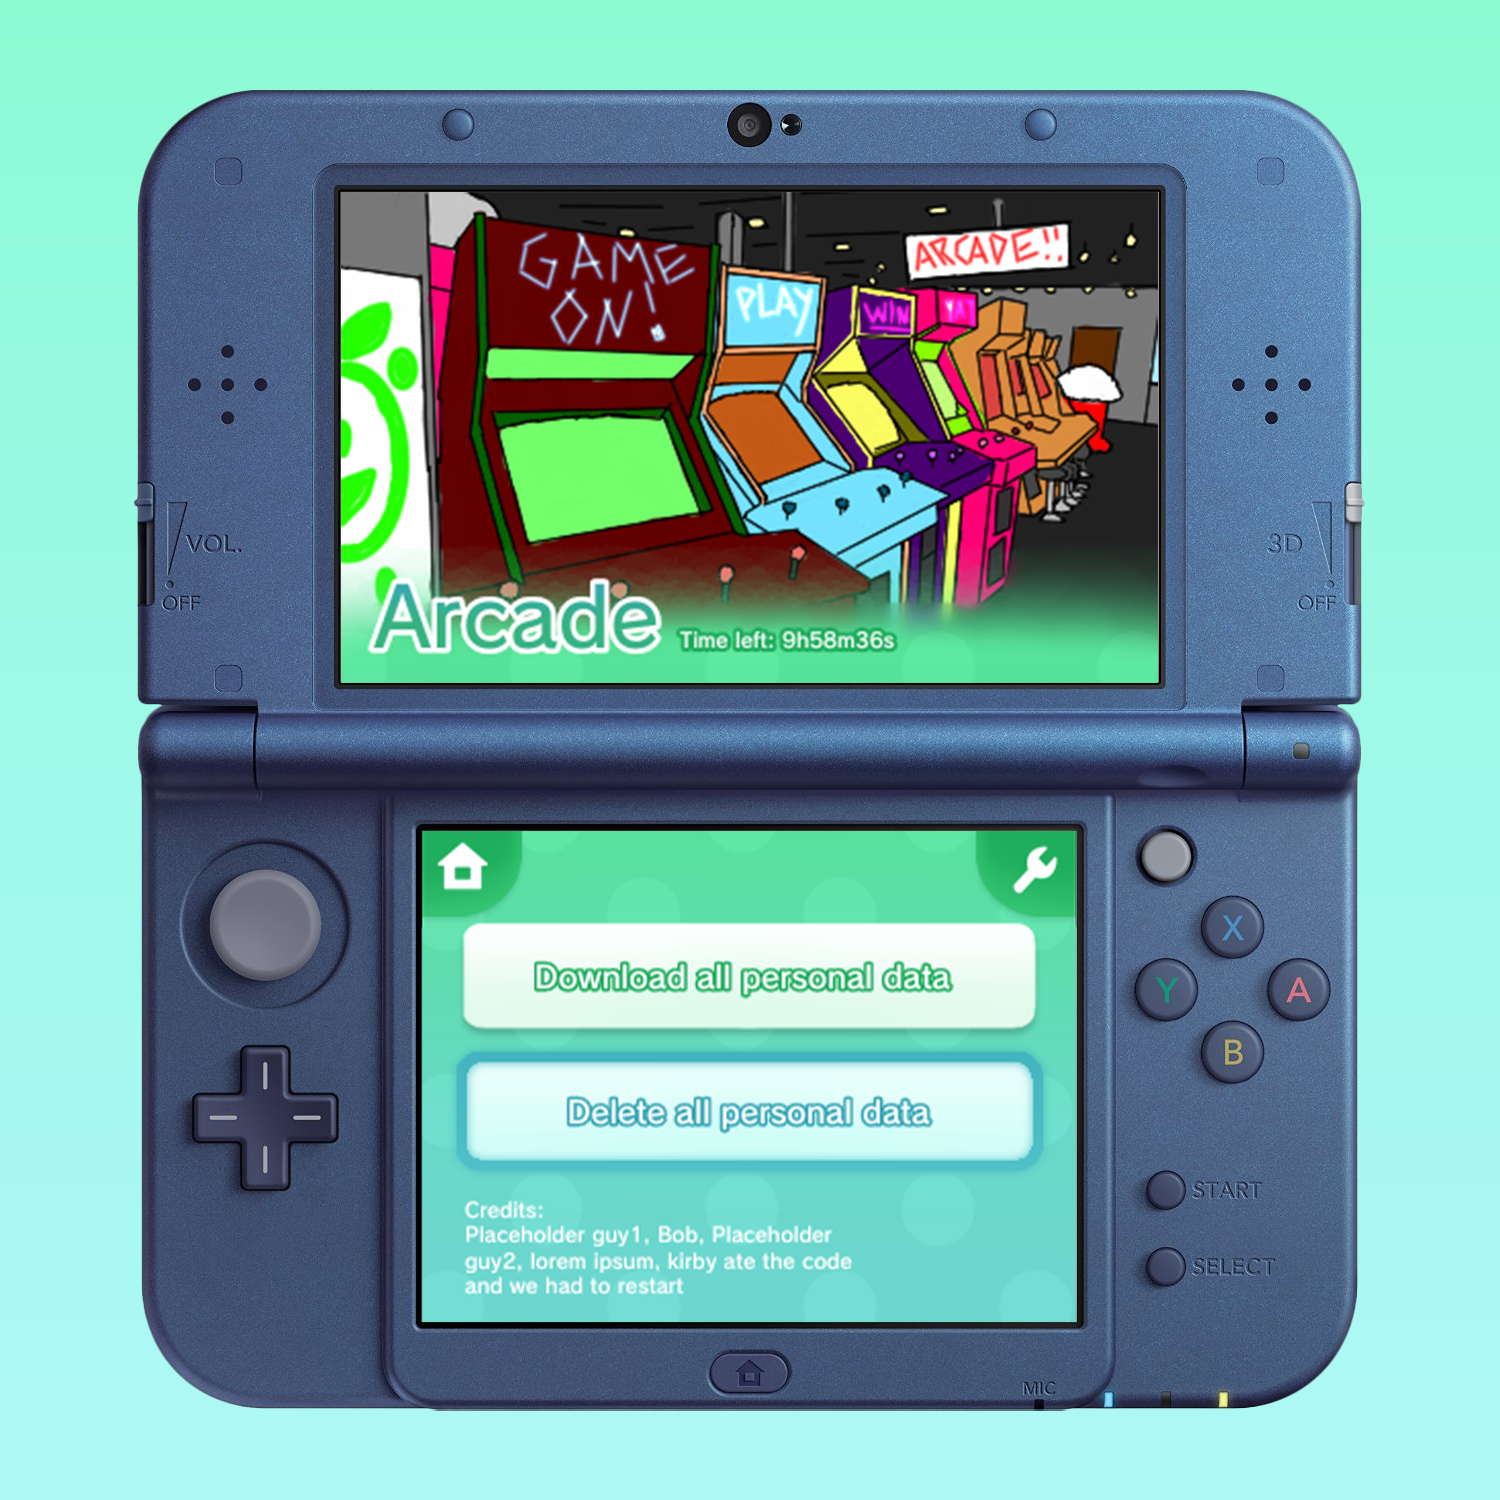 GAME
ON!
PLAY
WIN
YAY
ARCADE!!
Arcade
Time left: 9h58m36s
VOL.
OFF
3D
OFF
Download all personal data
Delete all personal data
Credits:
Placeholder guy1, Bob, Placeholder
guy2, lorem ipsum, kirby ate the code
and we had to restart
X
Y
A
B
START
SELECT
MIC